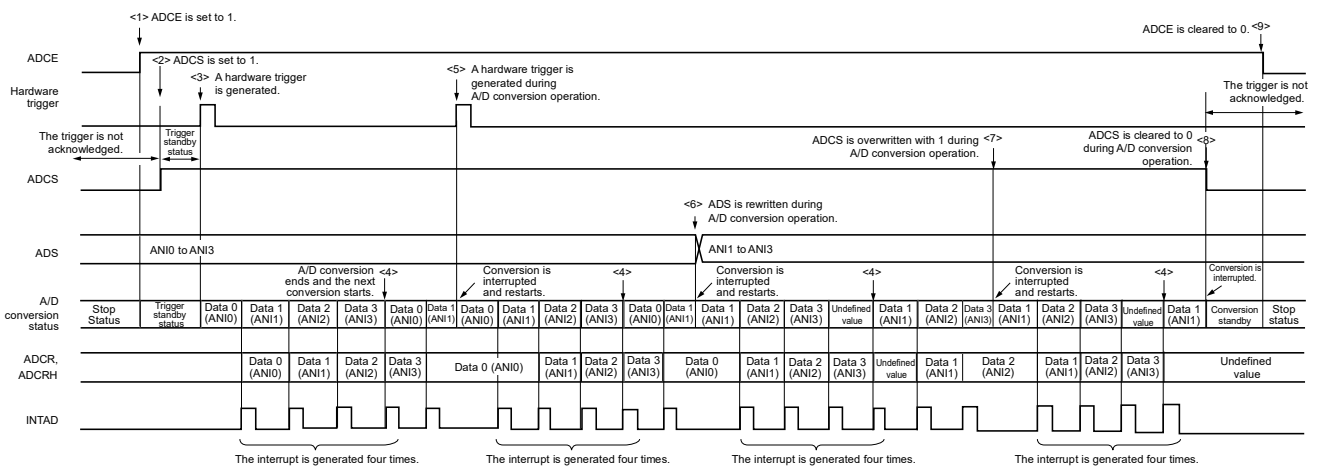 <1> ADCE is set to 1.
ADCE is cleared to 0. <9>
ADCE
<2> ADCS is set to 1.
<3> A hardware trigger
is generated.
<5> A hardware trigger is
generated during
A/D conversion operation.
The trigger is not
acknowledged.
Hardware
trigger
The trigger is not
acknowledged.
Trigger
standby
status
ADCS is overwritten with 1 during <7>
A/D conversion operation.
ADCS is cleared to 0 <8>
during A/D conversion
operation.
ADCS
<6> ADS is rewritten during
A/D conversion operation.
ADS
ANI0 to ANI3
ANI1 to ANI3
A/D conversion <4>
ends and the next
conversion starts.
Conversion is
interrupted
and restarts.
<4>
Conversion is
interrupted
and restarts.
<4>
Conversion is
interrupted
and restarts.
<4>
Conversion is
interrupted.
A/D
conversion
status
Stop
Status
Trigger
standby
status
Data 0
(ANI0)
Data 1
(ANI1)
Data 2
(ANI2)
Data 3
(ANI3)
Data 0
(ANI0)
Data 1
(ANI1)
Data 0
(ANI0)
Data 1
(ANI1)
Data 2
(ANI2)
Data 3
(ANI3)
Data 0
(ANI0)
Data 1
(ANI1)
Data 1
(ANI1)
Data 2
(ANI2)
Data 3
(ANI3)
Undefined
value
Data 1
(ANI1)
Data 2
(ANI2)
Data 3
(ANI3)
Data 1
(ANI1)
Data 2
(ANI2)
Data 3
(ANI3)
Undefined
value
Data 1
(ANI1)
Conversion
standby
Stop
status
ADCR,
ADCRH
Data 0
(ANI0)
Data 1
(ANI1)
Data 2
(ANI2)
Data 3
(ANI3)
Data 0 (ANI0)
Data 1
(ANI1)
Data 2
(ANI2)
Data 3
(ANI3)
Data 0
(ANI0)
Data 1
(ANI1)
Data 2
(ANI2)
Data 3
(ANI3)
Undefined
value
Data 1
(ANI1)
Data 2
(ANI2)
Data 1
(ANI1)
Data 2
(ANI2)
Data 3
(ANI3)
Undefined
value
INTAD
The interrupt is generated four times.
The interrupt is generated four times.
The interrupt is generated four times.
The interrupt is generated four times.